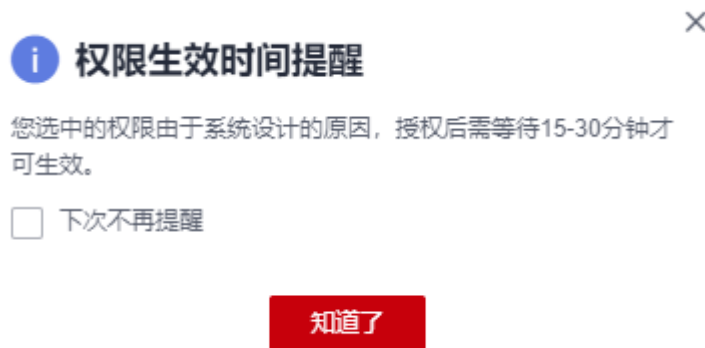 权限生效时间提醒
您选中的权限由于系统设计的原因，授权后需等待15-30分钟才
可生效。
下次不再提醒
知道了